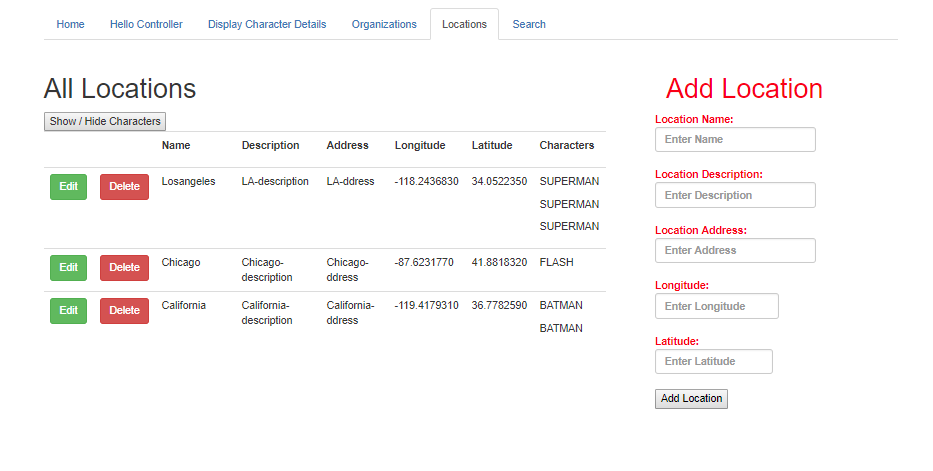 Home Hello Controller Display Character Details Organizations Locations Search
All Locations
Show / Hide Characters
Name Description Address Longitude Latitude Characters
Edit Delete Losangeles LA-description LA-ddress -118.2436830 34.0522350 SUPERMAN
SUPERMAN
SUPERMAN
Edit Delete Chicago Chicago- Chicago- -87.6231770 41.8818320 FLASH
description ddress
Edit Delete California California- California- -119.4179310 36.7782590 BATMAN
description ddress
BATMAN
Add Location
Location Name:
Enter Name
Location Description:
Enter Description
Location Address:
Enter Address
Longitude:
Enter Longitude
Latitude:
Enter Latitude
Add Location